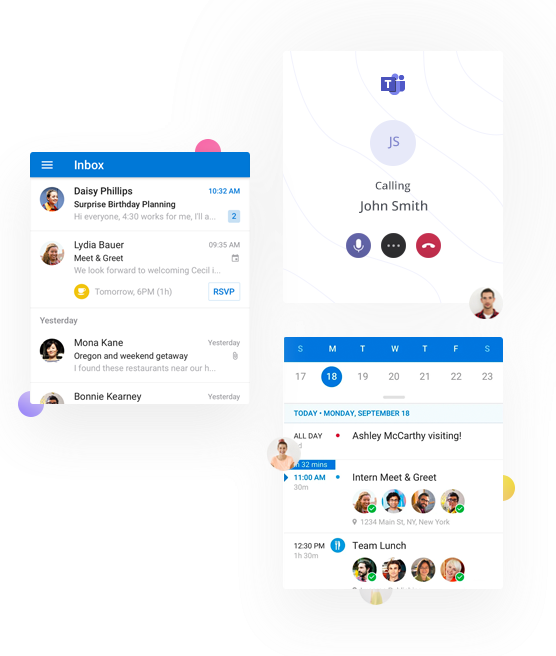 Inbox
Daisy Phillips
10:32 AM
Surprise Birthday Planning
Hi everyone, 4:30 works for me, I'll a...
2
Lydia Bauer
09:35 AM
Meet & Greet
We look forward to welcoming Cecil i...
Tomorrow, 6PM (1h)
RSVP
Yesterday
Mona Kane
Yesterday
Oregon and weekend getaway
I found these restaurants near our h...
Bonnie Kearney
Yesterday
T
JS
Calling
John Smith
S M T W T F S
17 18 19 20 21 22 23
TODAY • MONDAY, SEPTEMBER 18
ALL DAY
Ashley McCarthy visiting!
32 mins
11:00 AM
Intern Meet & Greet
30m
1234 Main St, NY, New York
12:30 PM
Team Lunch
1h 30m